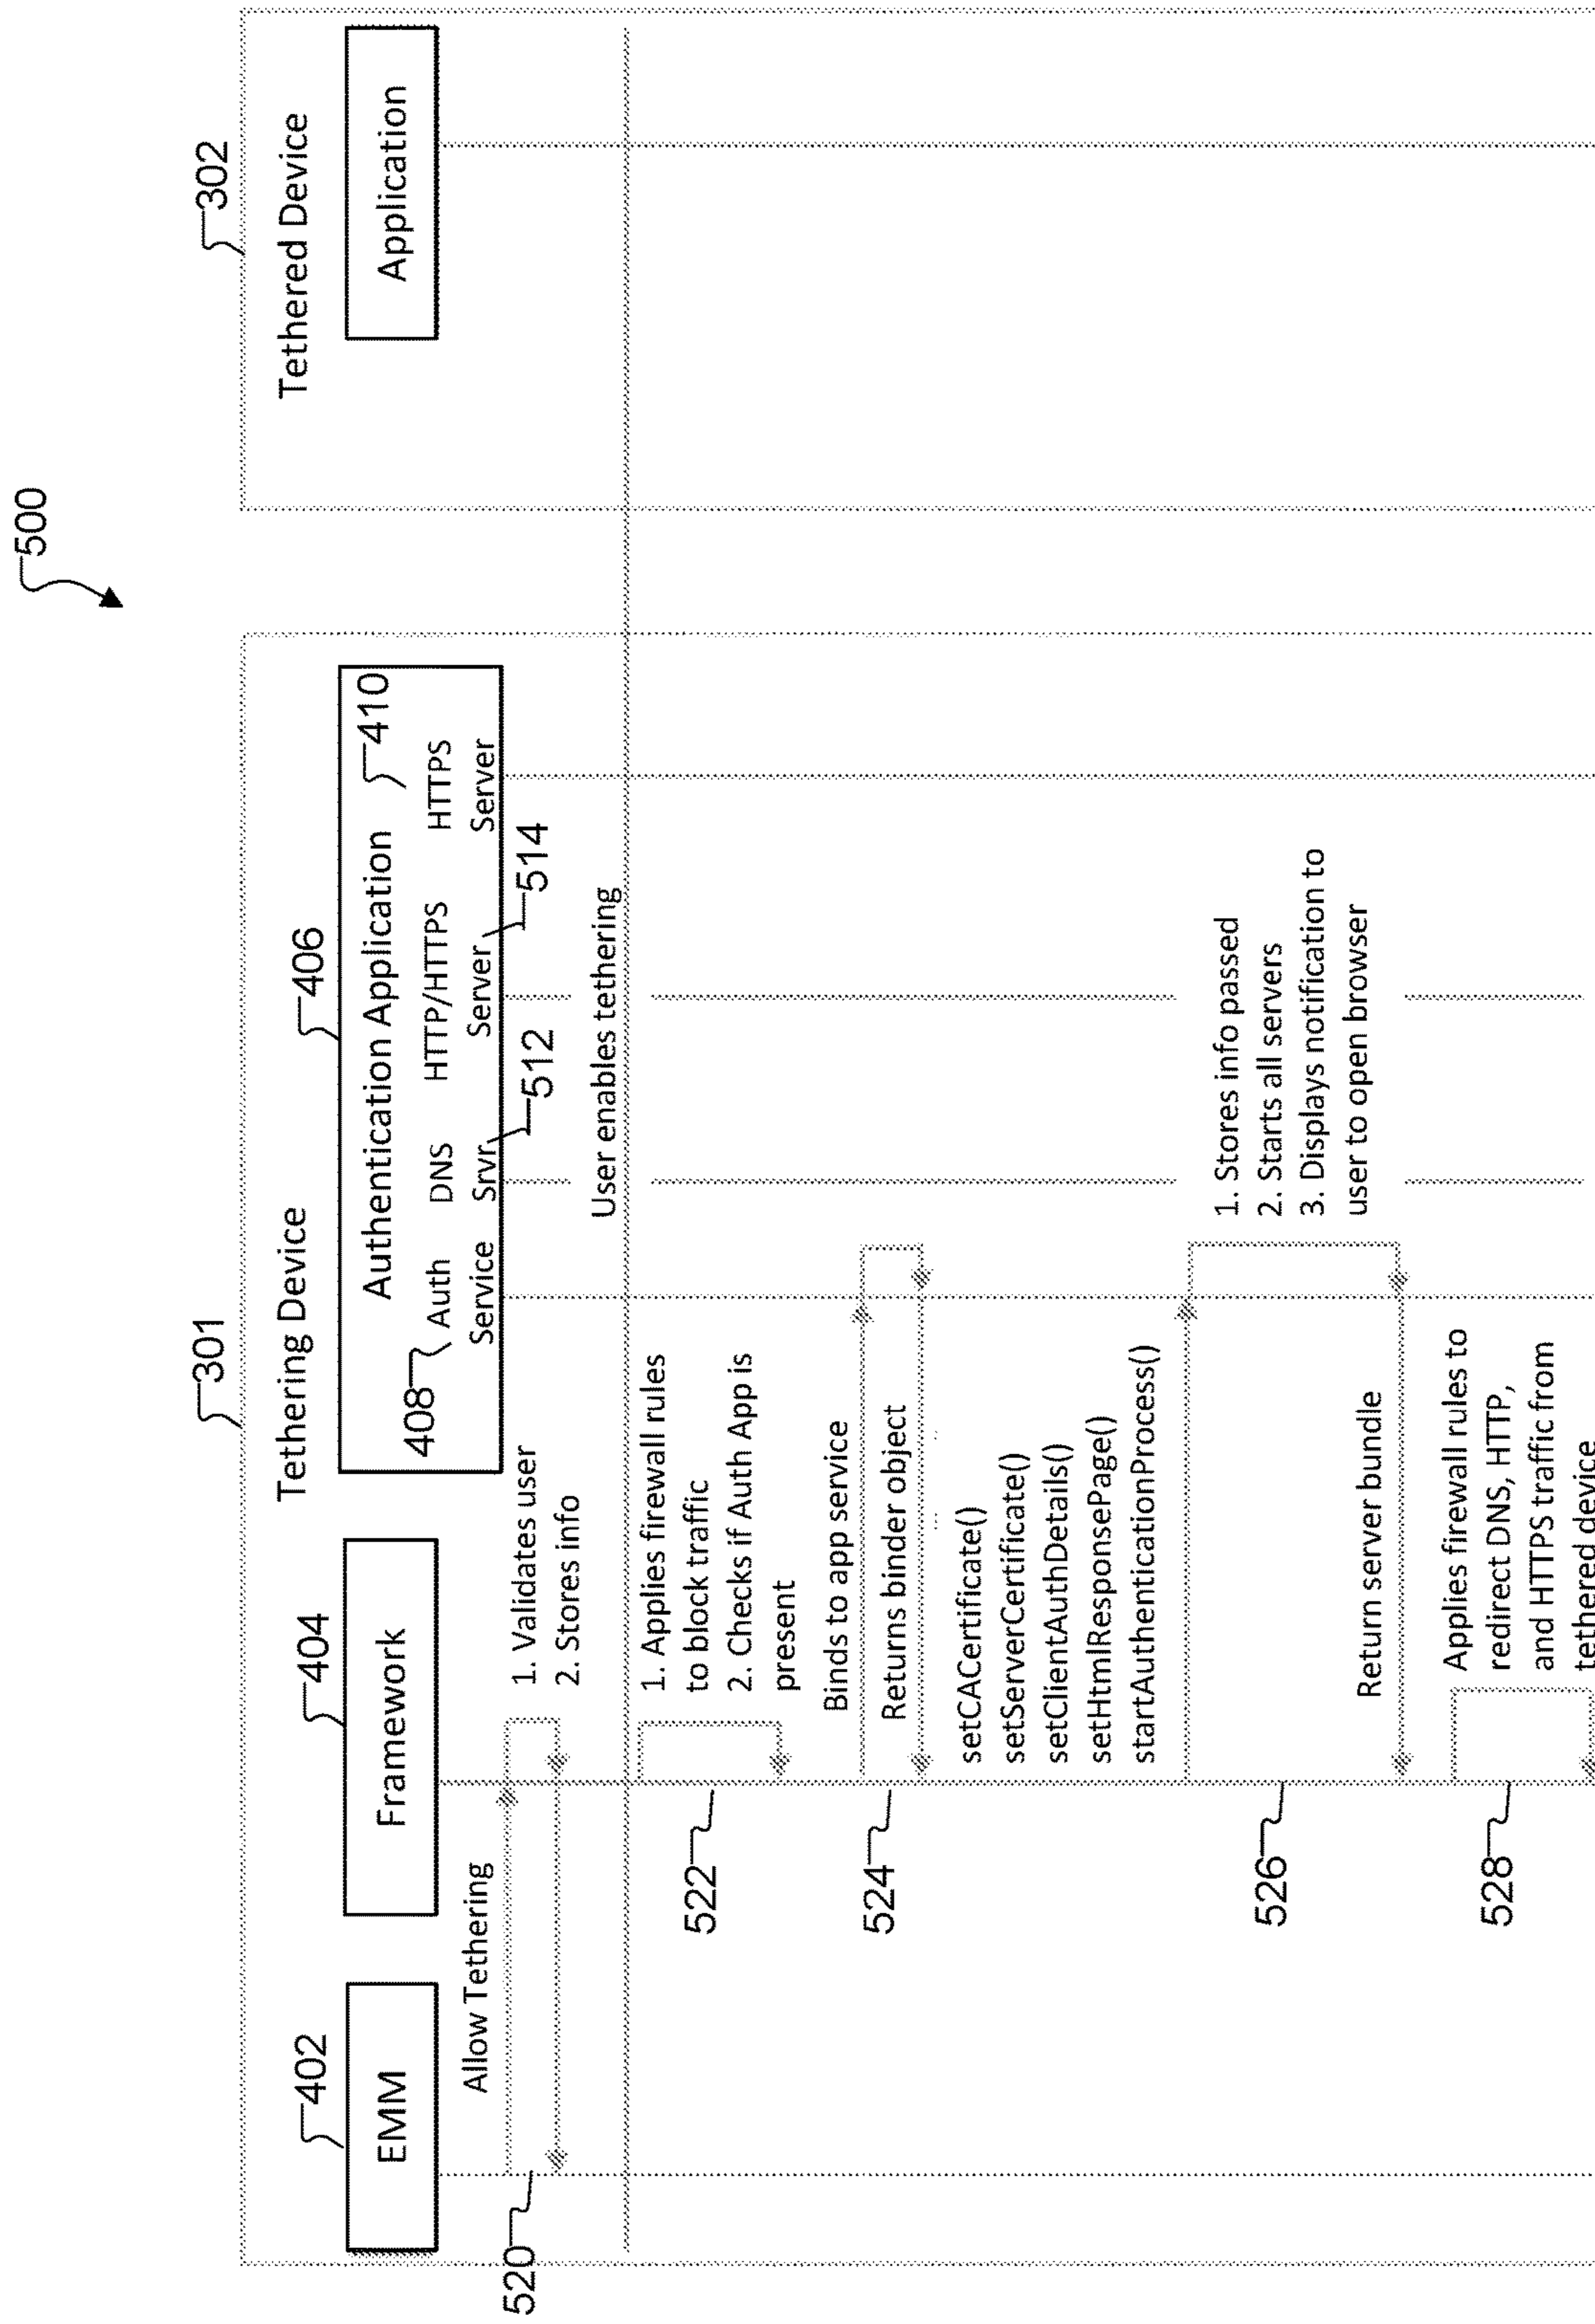 500
301
302
Tethering Device
Tethered Device
402
404
406
EMM
Framework
Authentication Application
410
Application
408
Auth
Service
DNS
Srvr
HTTP/HTTPS
Server
HTTPS
Server
512
514
Allow Tethering
520
1. Validates user
2. Stores info
User enables tethering
522
1. Applies firewall rules
to block traffic
2. Checks if Auth App is
present
524
Binds to app service
Returns binder object
setCACertificate()
setServerCertificate()
setClientAuthDetails()
setHtmlResponsePage()
startAuthenticationProcess()
526
1. Stores info passed
2. Starts all servers
3. Displays notification to
user to open browser
Return server bundle
528
Applies firewall rules to
redirect DNS, HTTP,
and HTTPS traffic from
tethered device